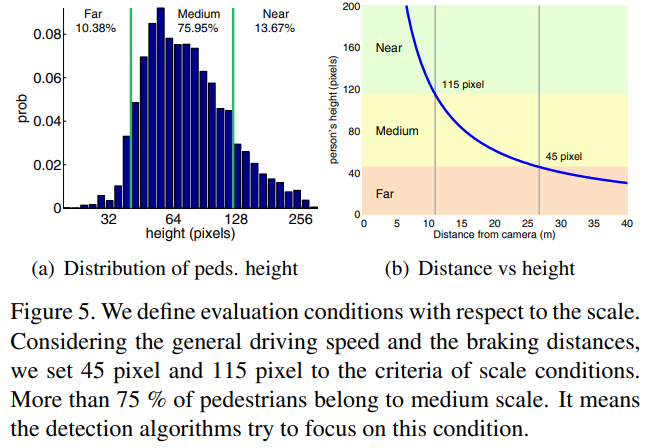 Far
10.38%
Medium
75.95%
Near
13.67%
0.08
0.06
0.04
0.02
0
prob
32 64 128 256
height (pixels)
(a) Distribution of peds. height
200
160
120
80
40
0
person's height (pixels)
Near
115 pixel
Medium
45 pixel
Far
0 5 10 15 20 25 30 35 40
Distance from camera (m)
(b) Distance vs height
Figure 5. We define evaluation conditions with respect to the scale.
Considering the general driving speed and the braking distances,
we set 45 pixel and 115 pixel to the criteria of scale conditions.
More than 75 % of pedestrians belong to medium scale. It means
the detection algorithms try to focus on this condition.